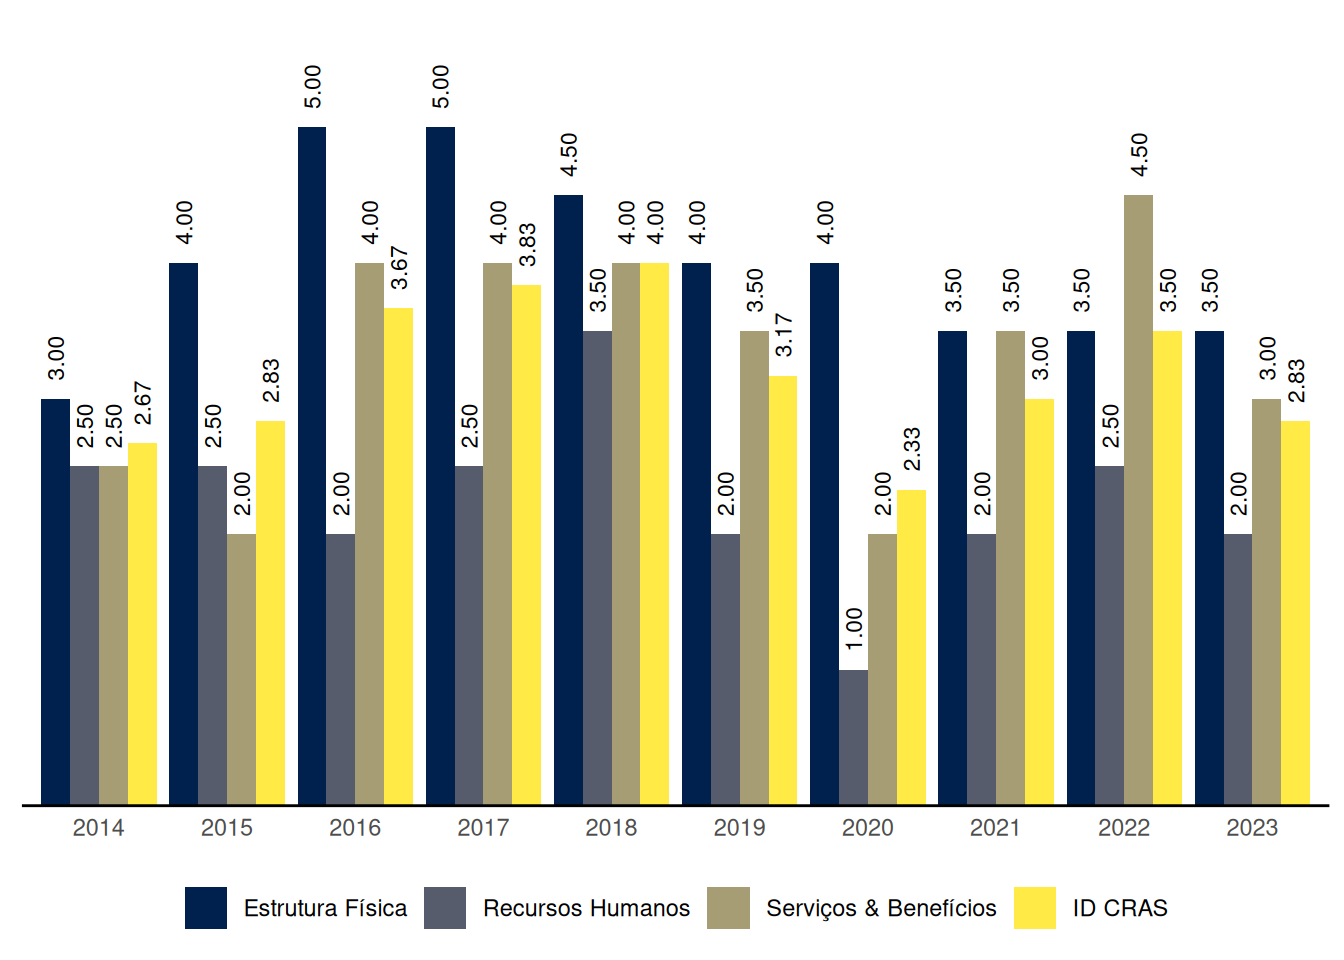 5.00 5.00
4.50 4.50
4.00 4.00 4.00 4.00 4.00 4.00 4.00
3.67 3.83 3.50 3.50 3.50 3.50 3.50 3.50 3.50
3.00 3.17 3.00 3.00
2.50 2.50 2.67 2.50 2.83 2.50 2.50 2.83
2.00 2.00 2.00 2.00 2.33 2.00 2.00
1.00
2014 2015 2016 2017 2018 2019 2020 2021 2022 2023
Estrutura Física Recursos Humanos Serviços & Benefícios ID CRAS